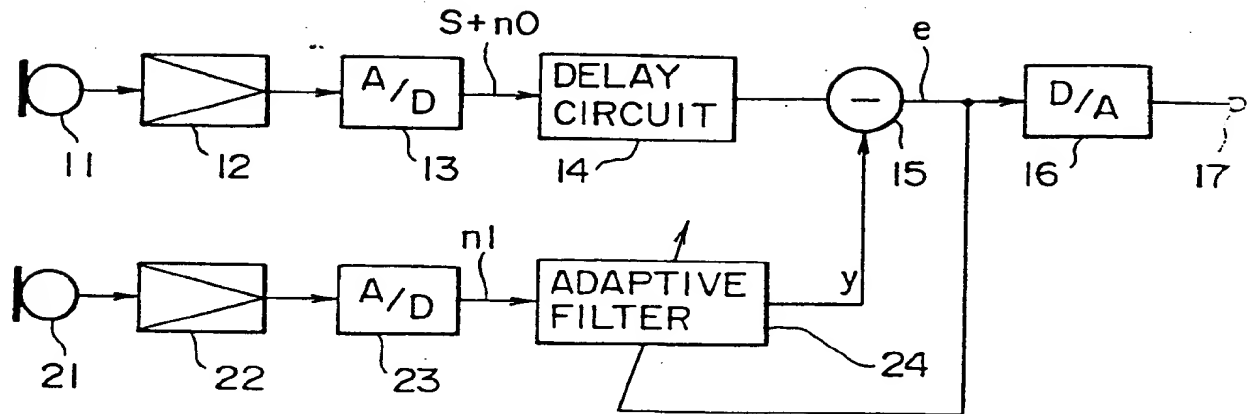 S+n0
e
A/D
DELAY
CIRCUIT
−
D/A
11
12
13
14
15
16
17
n1
A/D
ADAPTIVE
FILTER
y
21
22
23
24